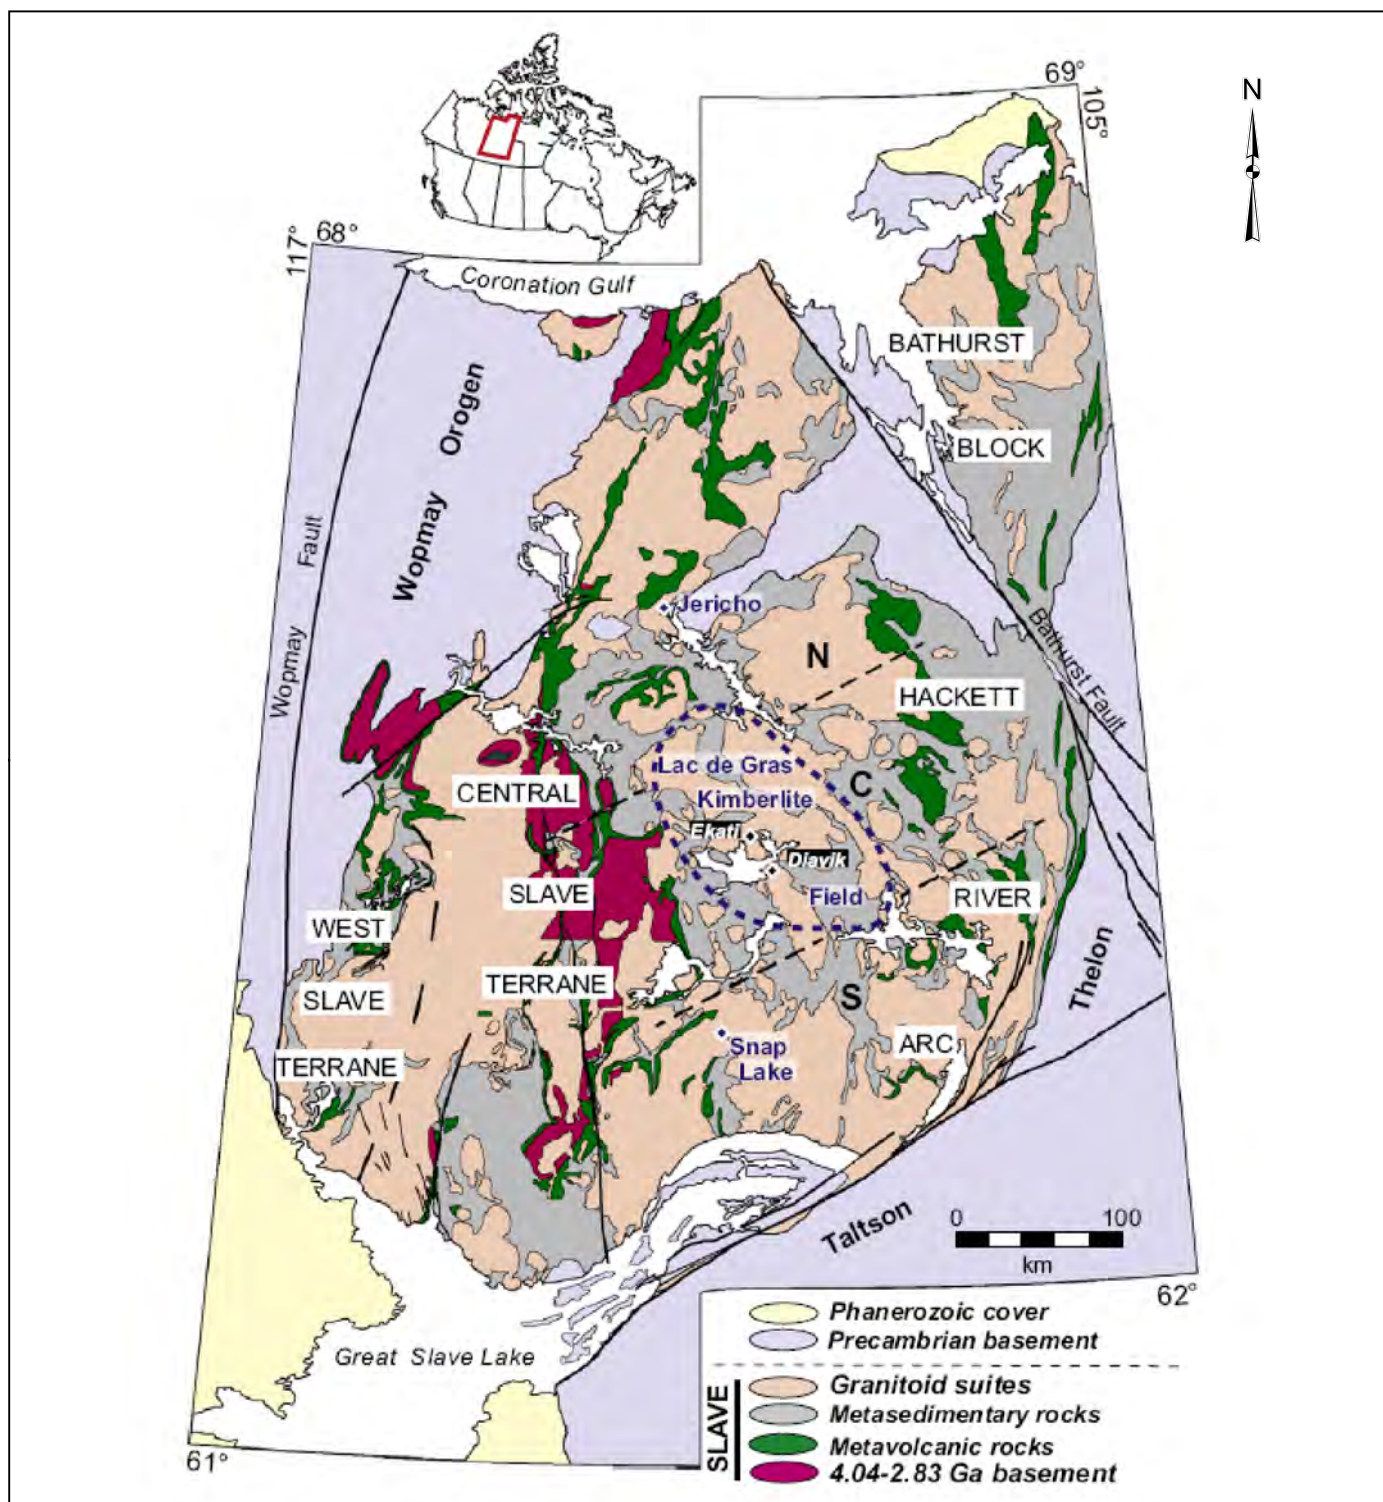 N
69°
105°
117°
68°
Coronation Gulf
BATHURST
BLOCK
Wopmay Orogen
Wopmay Fault
Jericho
N
HACKETT
Bathurst Fault
Lac de Gras
Kimberlite
Field
C
CENTRAL
SLAVE
TERRANE
Ekati
Diavik
RIVER
WEST
SLAVE
TERRANE
S
ARC
Snap
Lake
Thelon
Taltson
0 100
km
62°
Great Slave Lake
61°
Phanerozoic cover
Precambrian basement
SLAVE
Granitoid suites
Metasedimentary rocks
Metavolcanic rocks
4.04-2.83 Ga basement